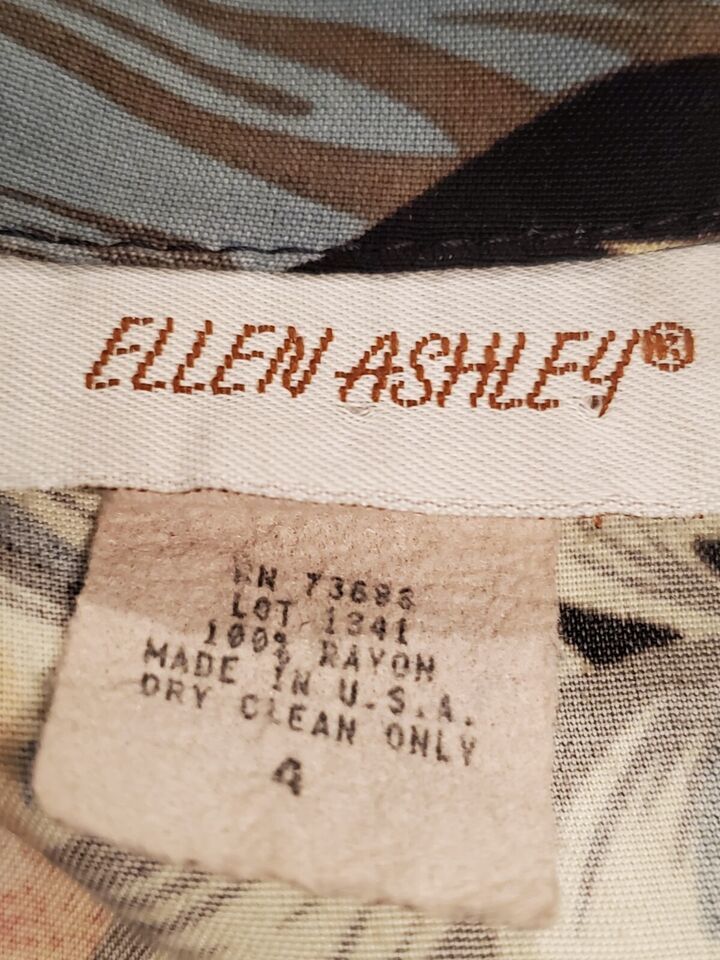 ELLEN ASHLEY®
RN 73686
LOT 1341
100% RAYON
MADE IN U.S.A.
DRY CLEAN ONLY
4